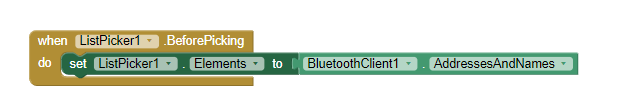 when ListPicker1 .BeforePicking
do set ListPicker1 . Elements to BluetoothClient1 . AddressesAndNames